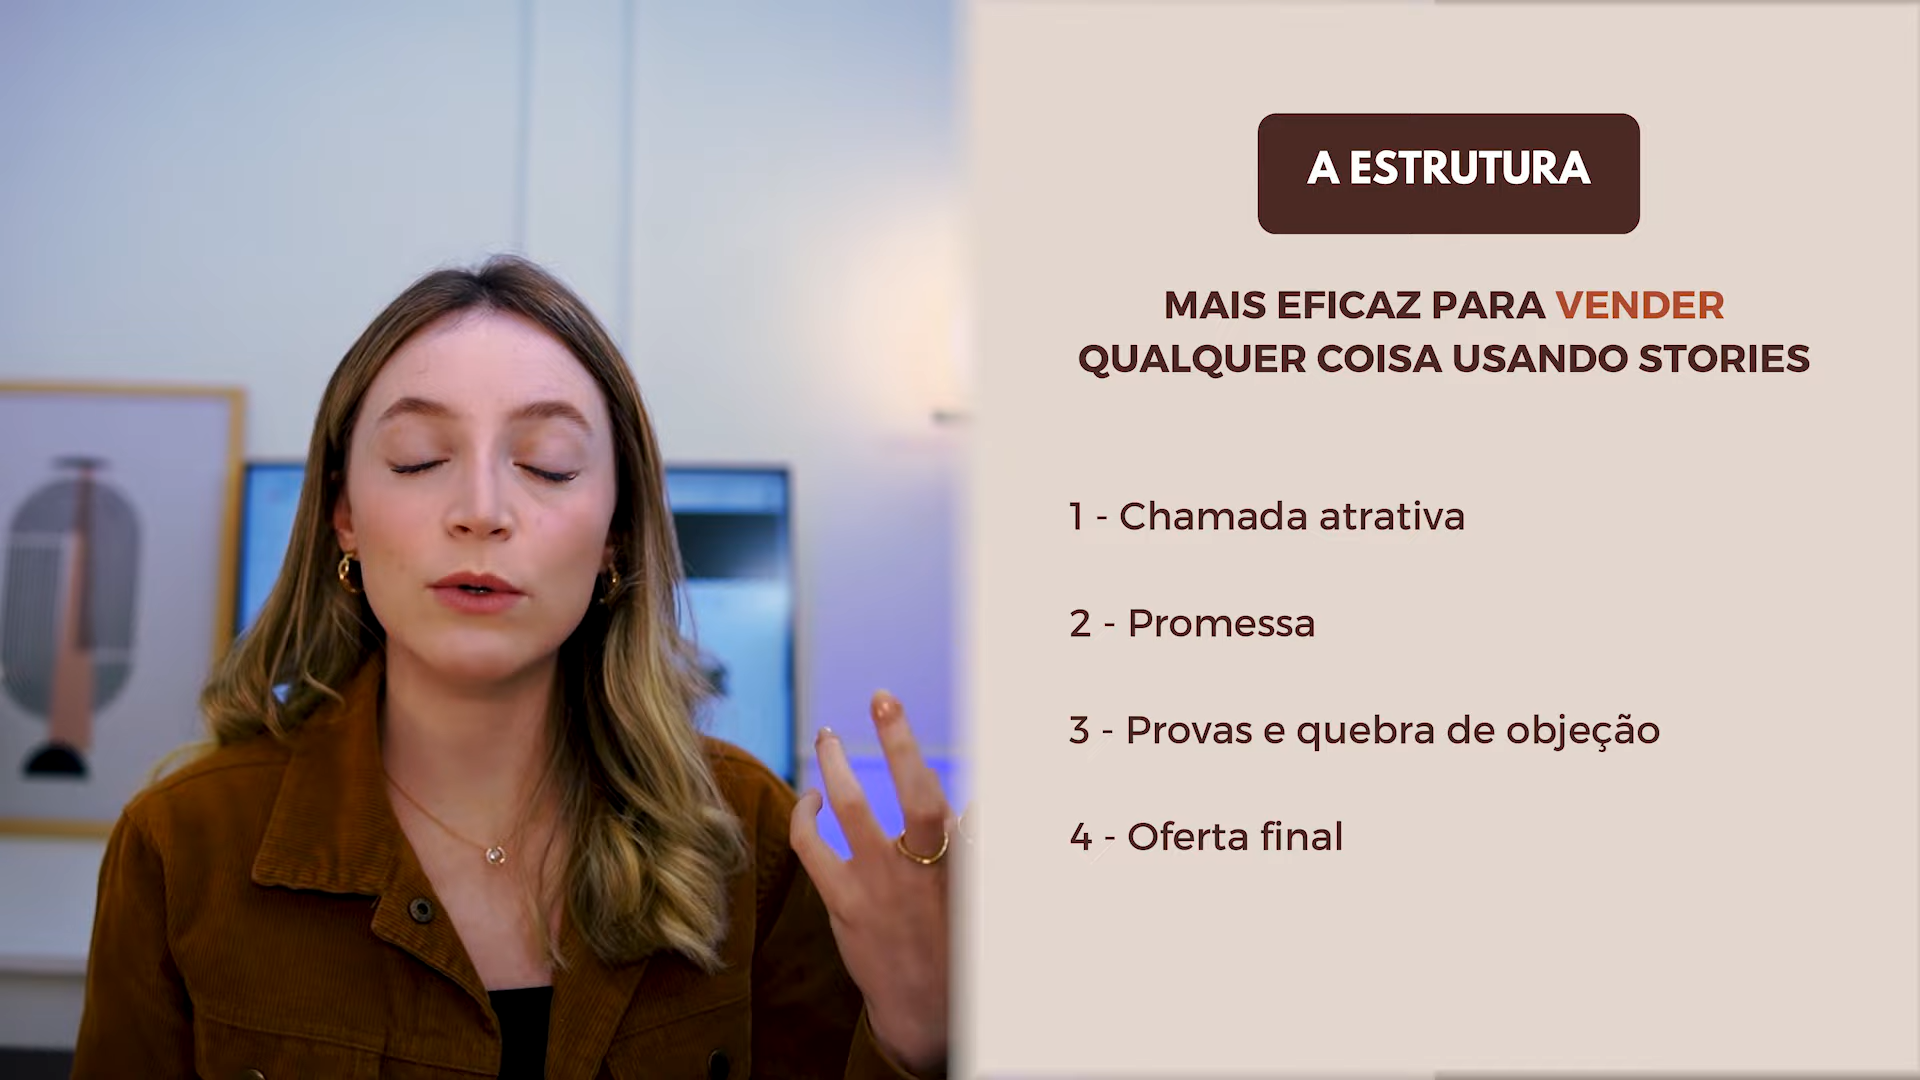 A ESTRUTURA
MAIS EFICAZ PARA VENDER
QUALQUER COISA USANDO STORIES
1 - Chamada atrativa
2 - Promessa
3 - Provas e quebra de objeção
4 - Oferta final